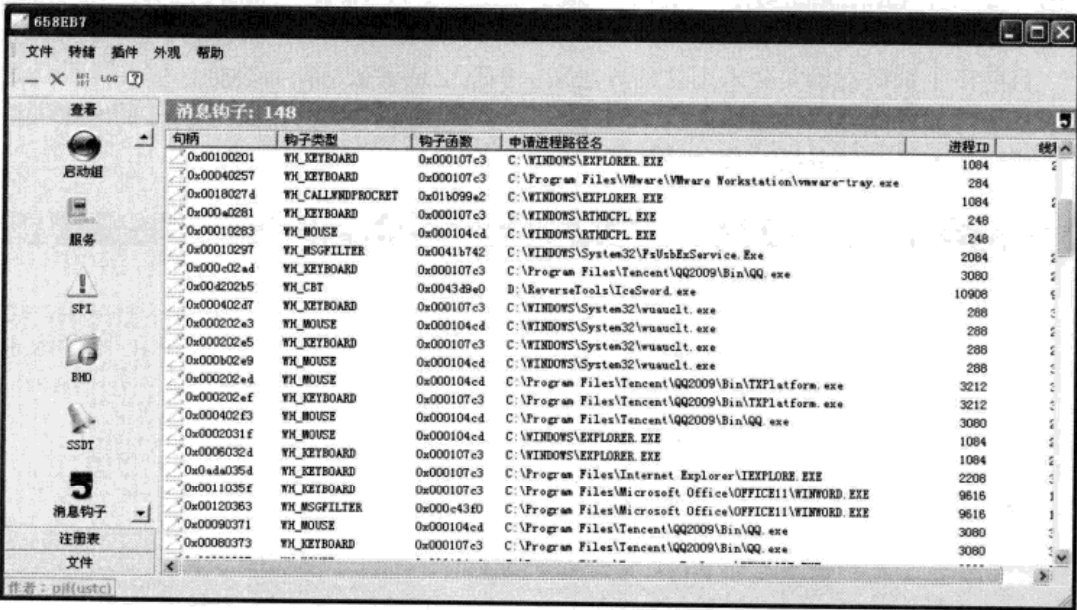 658EB7
文件 转储 插件 外观 帮助
LOG
查看
启动组
服务
SPI
BHO
SSDT
消息钩子
注册表
文件
消息钩子: 148
句柄 钩子类型 钩子函数 申请进程路径名 进程ID
0x00100201 WH_KEYBOARD 0x000107c3 C:\WINDOWS\EXPLORER.EXE 1084
0x00040257 WH_KEYBOARD 0x000107c3 C:\Program Files\VMware\VMware Workstation\vmware-tray.exe 284
0x0018027d WH_CALLWNDPROCRET 0x01b099e2 C:\WINDOWS\EXPLORER.EXE 1084
0x000a0281 WH_KEYBOARD 0x000107c3 C:\WINDOWS\RTHDCPL.EXE 248
0x00010283 WH_MOUSE 0x000104cd C:\WINDOWS\RTHDCPL.EXE 248
0x00010297 WH_MSGFILTER 0x0041b742 C:\WINDOWS\System32\FsUsbExService.Exe 2084
0x000c02ad WH_KEYBOARD 0x000107c3 C:\Program Files\Tencent\QQ2009\Bin\QQ.exe 3080
0x00d202b5 WH_CBT 0x0043d9e0 D:\ReverseTools\IceSword.exe 10908
0x000402d7 WH_KEYBOARD 0x000107c3 C:\WINDOWS\System32\wuauclt.exe 288
0x000202e3 WH_MOUSE 0x000104cd C:\WINDOWS\System32\wuauclt.exe 288
0x000202e5 WH_KEYBOARD 0x000107c3 C:\WINDOWS\System32\wuauclt.exe 288
0x000b02e9 WH_MOUSE 0x000104cd C:\WINDOWS\System32\wuauclt.exe 288
0x000202ed WH_MOUSE 0x000104cd C:\Program Files\Tencent\QQ2009\Bin\TXPlatform.exe 3212
0x000202ef WH_KEYBOARD 0x000107c3 C:\Program Files\Tencent\QQ2009\Bin\TXPlatform.exe 3212
0x000402f3 WH_MOUSE 0x000104cd C:\Program Files\Tencent\QQ2009\Bin\QQ.exe 3080
0x0002031f WH_MOUSE 0x000104cd C:\WINDOWS\EXPLORER.EXE 1084
0x0006032d WH_KEYBOARD 0x000107c3 C:\WINDOWS\EXPLORER.EXE 1084
0x0ada035d WH_KEYBOARD 0x000107c3 C:\Program Files\Internet Explorer\IEXPLORE.EXE 2208
0x0011035f WH_KEYBOARD 0x000107c3 C:\Program Files\Microsoft Office\OFFICE11\WINWORD.EXE 9616
0x00120363 WH_MSGFILTER 0x000c43f0 C:\Program Files\Microsoft Office\OFFICE11\WINWORD.EXE 9616
0x00090371 WH_MOUSE 0x000104cd C:\Program Files\Tencent\QQ2009\Bin\QQ.exe 3080
0x00080373 WH_KEYBOARD 0x000107c3 C:\Program Files\Tencent\QQ2009\Bin\QQ.exe 3080
作者: pjf(ustc)